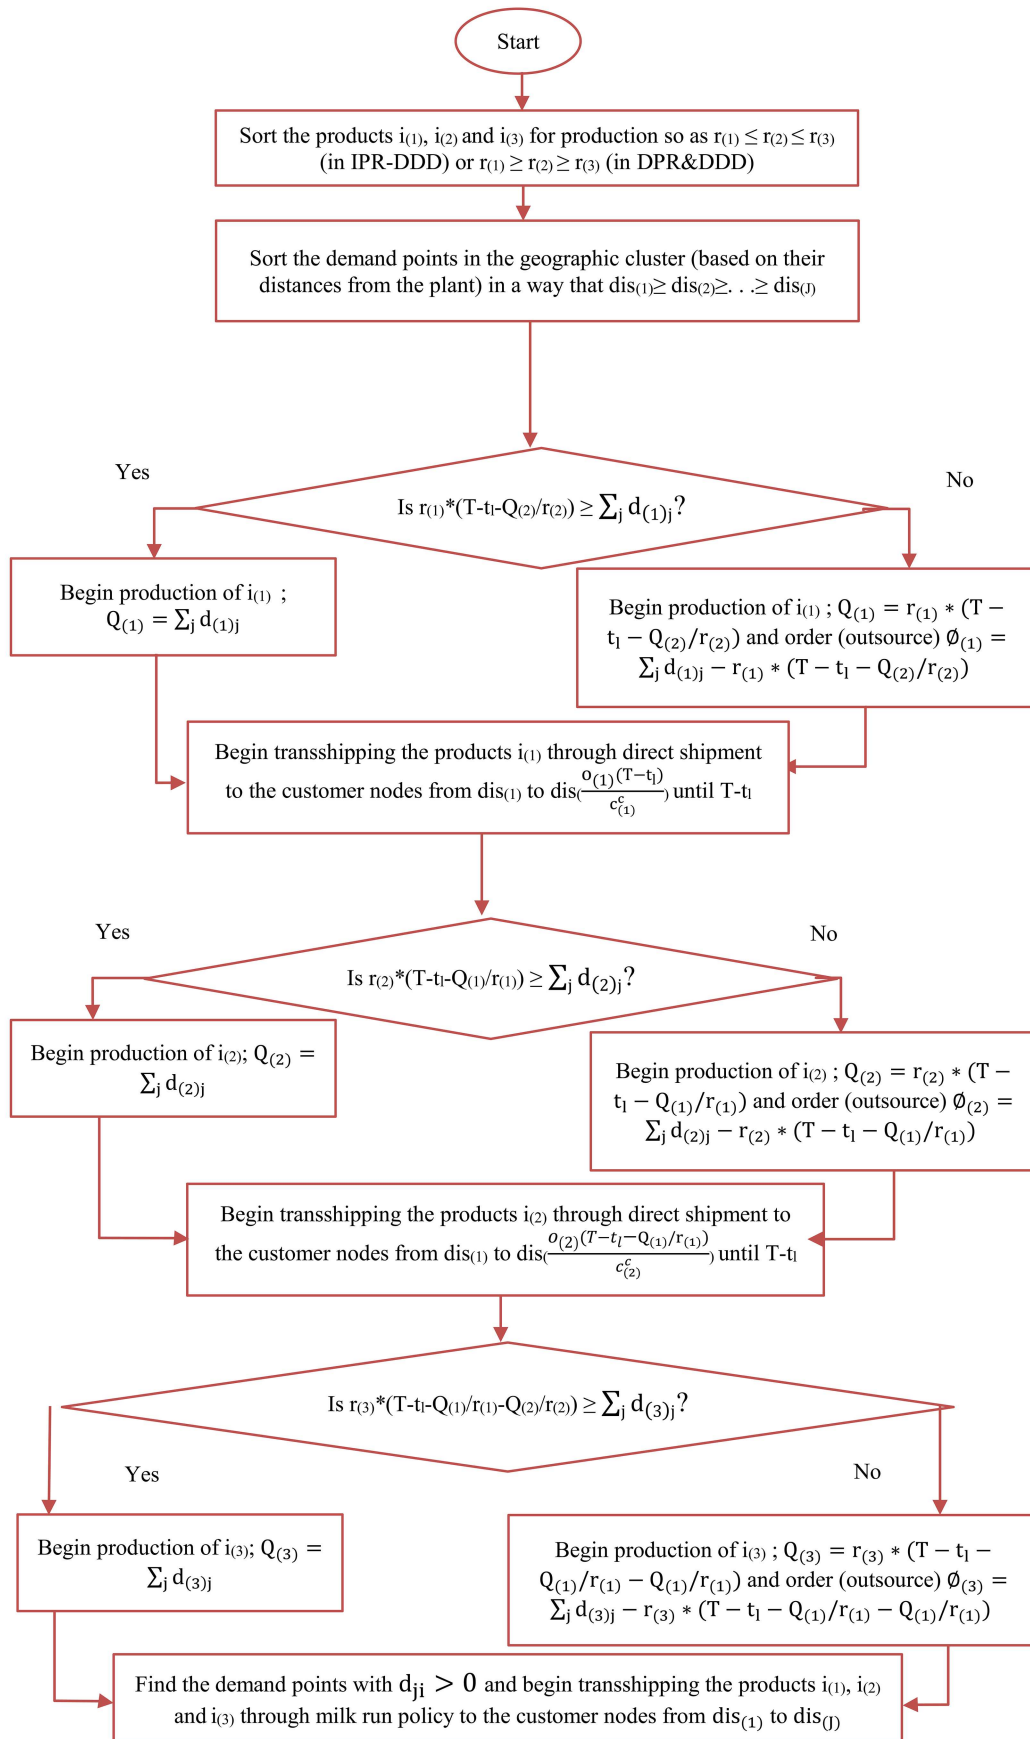 Start
Sort the products i₍₁₎, i₍₂₎ and i₍₃₎ for production so as r₍₁₎ ≤ r₍₂₎ ≤ r₍₃₎
(in IPR-DDD) or r₍₁₎ ≥ r₍₂₎ ≥ r₍₃₎ (in DPR&DDD)
Sort the demand points in the geographic cluster (based on their
distances from the plant) in a way that dis₍₁₎≥ dis₍₂₎≥. . .≥ dis₍J₎
Yes
No
Is r₍₁₎*(T-tₗ-Q₍₂₎/r₍₂₎) ≥ ∑ⱼ d₍₁₎ⱼ?
Begin production of i₍₁₎ ;
Q₍₁₎ = ∑ⱼ d₍₁₎ⱼ
Begin production of i₍₁₎ ; Q₍₁₎ = r₍₁₎ ∗ (T −
tₗ − Q₍₂₎/r₍₂₎) and order (outsource) Ø₍₁₎ =
∑ⱼ d₍₁₎ⱼ − r₍₁₎ ∗ (T − tₗ − Q₍₂₎/r₍₂₎)
Begin transshipping the products i₍₁₎ through direct shipment
to the customer nodes from dis₍₁₎ to dis(o₍₁₎(T−tₗ)/cᶜ₍₁₎) until T-tₗ
Yes
No
Is r₍₂₎*(T-tₗ-Q₍₁₎/r₍₁₎) ≥ ∑ⱼ d₍₂₎ⱼ?
Begin production of i₍₂₎; Q₍₂₎ =
∑ⱼ d₍₂₎ⱼ
Begin production of i₍₂₎ ; Q₍₂₎ = r₍₂₎ ∗ (T −
tₗ − Q₍₁₎/r₍₁₎) and order (outsource) Ø₍₂₎ =
∑ⱼ d₍₂₎ⱼ − r₍₂₎ ∗ (T − tₗ − Q₍₁₎/r₍₁₎)
Begin transshipping the products i₍₂₎ through direct shipment to
the customer nodes from dis₍₁₎ to dis(o₍₂₎(T−tₗ−Q₍₁₎/r₍₁₎)/cᶜ₍₂₎) until T-tₗ
Is r₍₃₎*(T-tₗ-Q₍₁₎/r₍₁₎-Q₍₂₎/r₍₂₎) ≥ ∑ⱼ d₍₃₎ⱼ?
Yes
No
Begin production of i₍₃₎; Q₍₃₎ =
∑ⱼ d₍₃₎ⱼ
Begin production of i₍₃₎ ; Q₍₃₎ = r₍₃₎ ∗ (T − tₗ −
Q₍₁₎/r₍₁₎ − Q₍₁₎/r₍₁₎) and order (outsource) Ø₍₃₎ =
∑ⱼ d₍₃₎ⱼ − r₍₃₎ ∗ (T − tₗ − Q₍₁₎/r₍₁₎ − Q₍₁₎/r₍₁₎)
Find the demand points with dⱼᵢ > 0 and begin transshipping the products i₍₁₎, i₍₂₎
and i₍₃₎ through milk run policy to the customer nodes from dis₍₁₎ to dis₍J₎